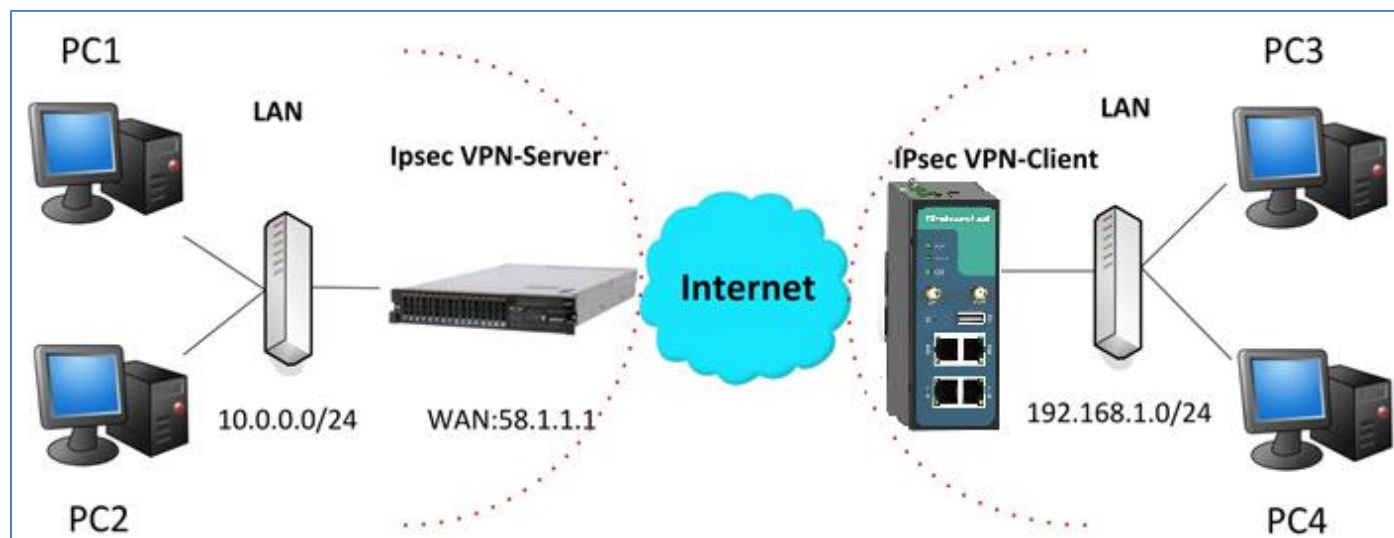 PC1
PC3
LAN
LAN
Ipsec VPN-Server
IPsec VPN-Client
Internet
10.0.0.0/24
WAN:58.1.1.1
192.168.1.0/24
PC2
PC4